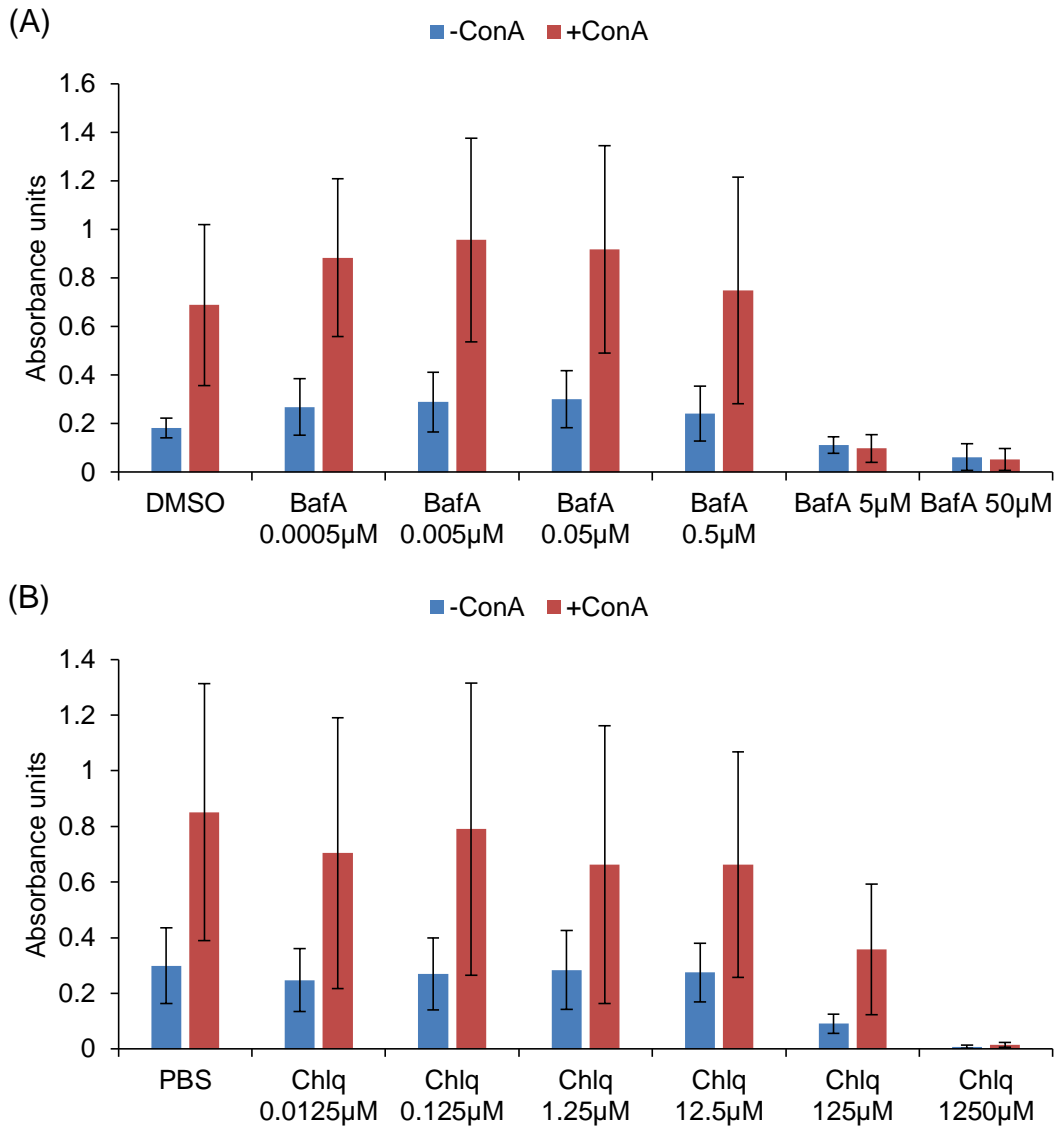 (A)
-ConA +ConA
1.6
1.4
1.2
1
0.8
0.6
0.4
0.2
0
Absorbance units
DMSO BafA BafA BafA BafA BafA 5µM BafA 50µM
0.0005µM 0.005µM 0.05µM 0.5µM
(B)
-ConA +ConA
1.4
1.2
1
0.8
0.6
0.4
0.2
0
Absorbance units
PBS Chlq Chlq Chlq Chlq Chlq Chlq
0.0125µM 0.125µM 1.25µM 12.5µM 125µM 1250µM